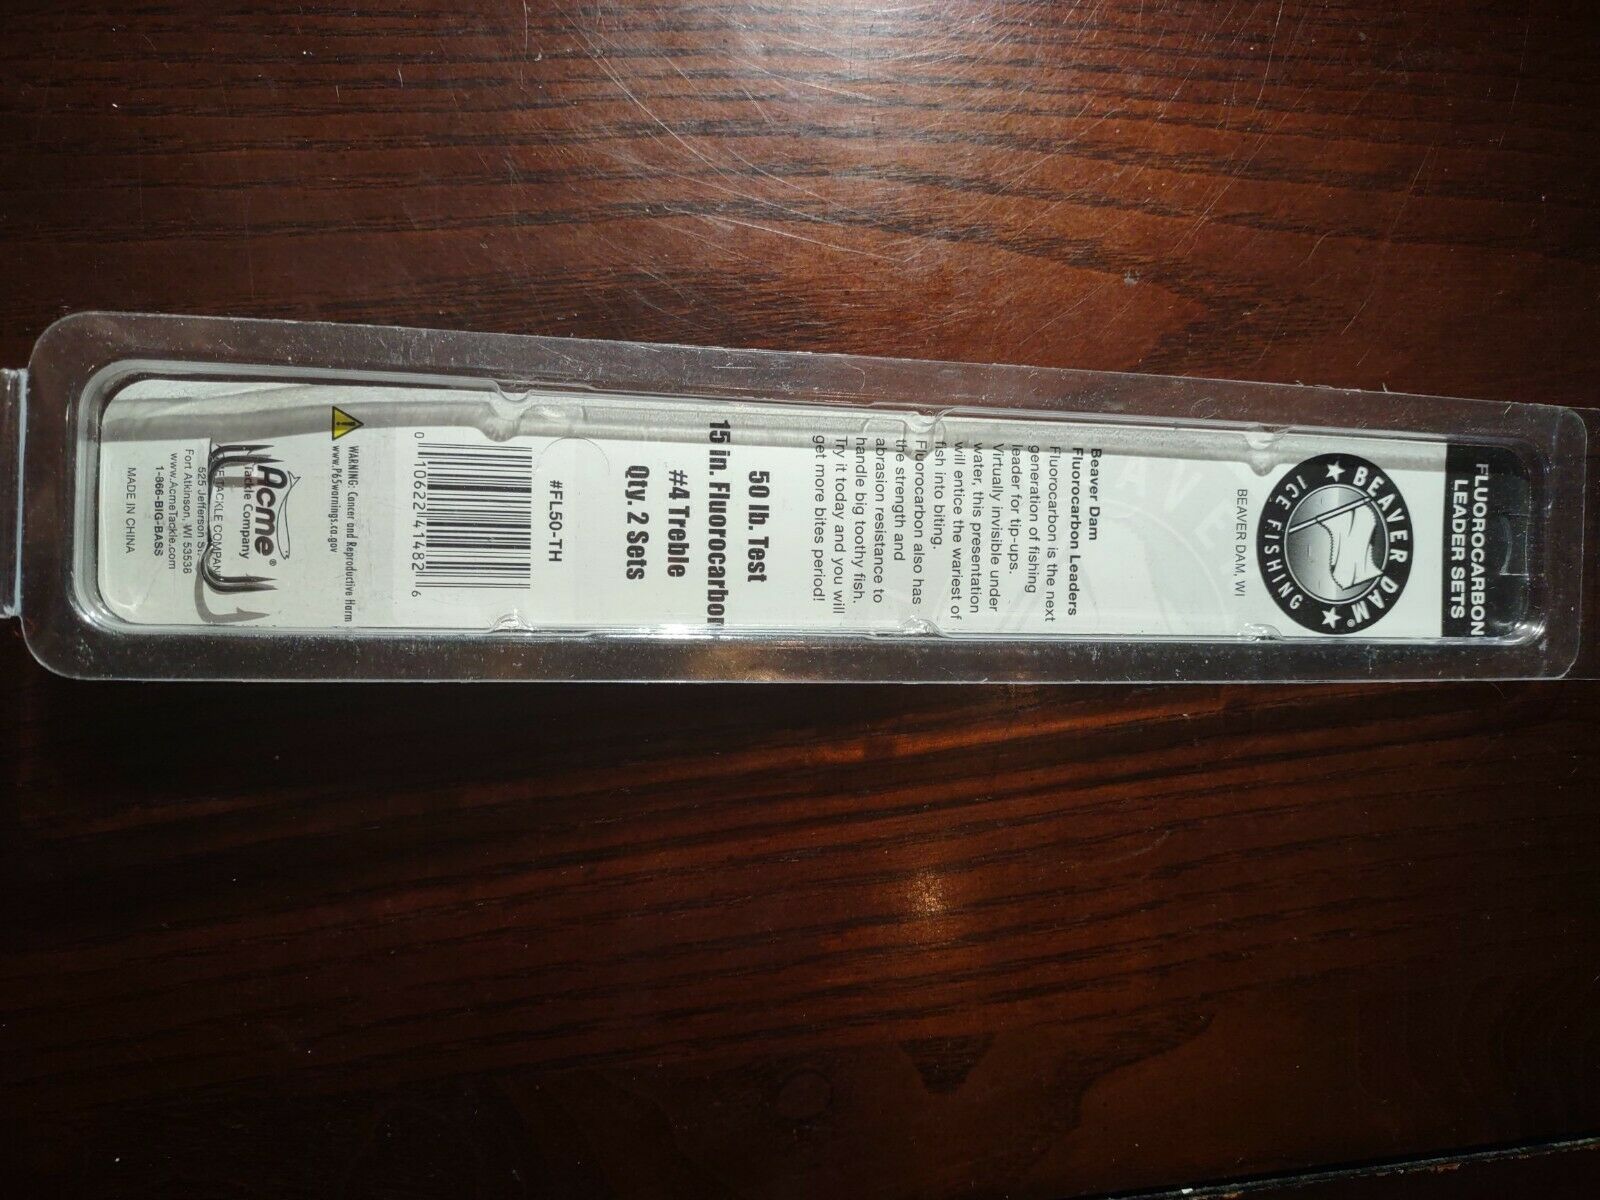 FLUOROCARBON
LEADER SETS
BEAVER DAM®
ICE FISHING
BEAVER DAM, WI
Beaver Dam
Fluorocarbon Leaders
Fluorocarbon is the next
generation of fishing
leader for tip-ups.
Virtually invisible under
water, this presentation
will entice the wariest of
fish into biting.
Fluorocarbon also has
the strength and
abrasion resistance to
handle big toothy fish.
Try it today and you will
get more bites period!
50 lb. Test
15 in. Fluorocarbon
#4 Treble
Qty. 2 Sets
#FL50-TH
0 10622 41482 6
WARNING: Cancer and Reproductive Harm
www.P65warnings.ca.gov
Acme®
Tackle Company
TACKLE COMPANY
525 Jefferson St.
Fort Atkinson, WI 53538
www.AcmeTackle.com
1-866-BIG-BASS
MADE IN CHINA